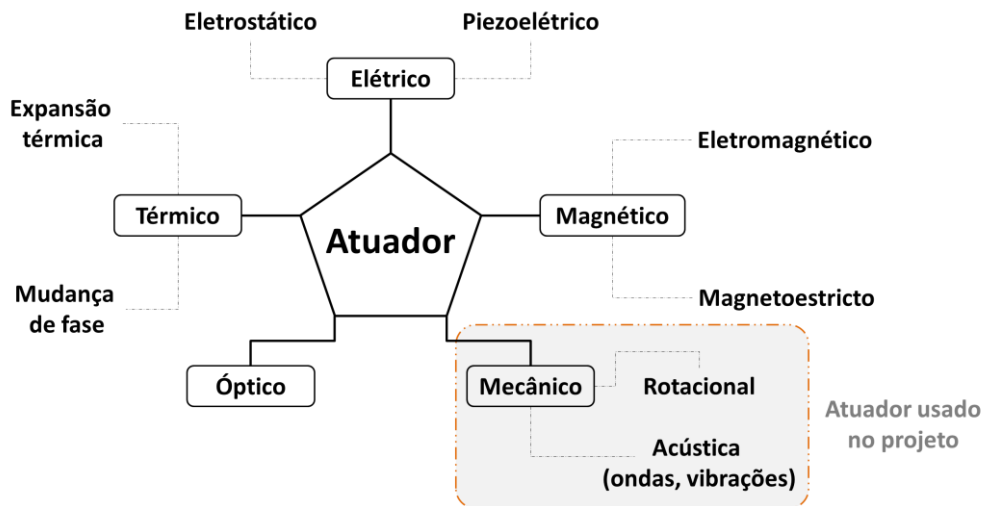 Eletrostático
Piezoelétrico
Elétrico
Expansão
térmica
Eletromagnético
Térmico
Atuador
Magnético
Mudança
de fase
Magnetoestricto
Óptico
Mecânico
Rotacional
Atuador usado
no projeto
Acústica
(ondas, vibrações)